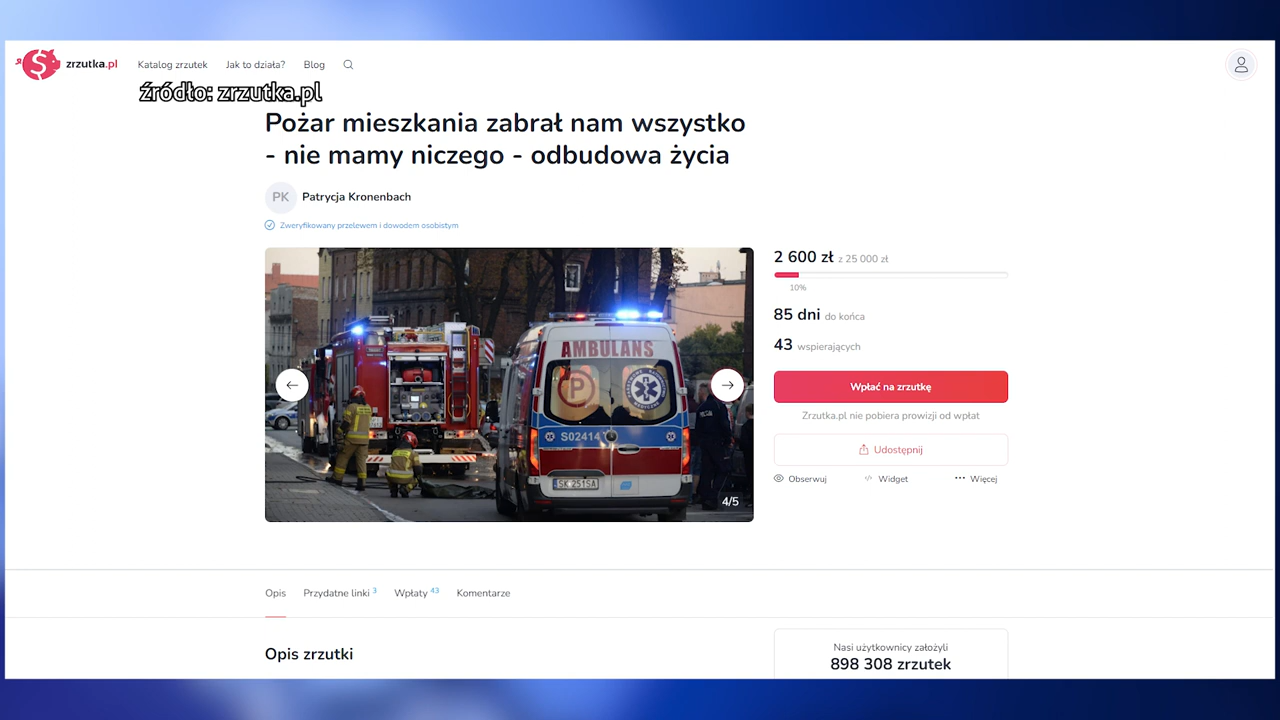 zrzutka.pl Katalog zrzutek Jak to działa? Blog
źródło: zrzutka.pl
Pożar mieszkania zabrał nam wszystko
- nie mamy niczego - odbudowa życia
PK Patrycja Kronenbach
Zweryfikowany przelewem i dowodem osobistym
AMBULANS
P
S02414
SK 251SA
4/5
2 600 zł z 25 000 zł
10%
85 dni do końca
43 wspierających
Wpłać na zrzutkę
Zrzutka.pl nie pobiera prowizji od wpłat
Udostępnij
Obserwuj Widget Więcej
Opis Przydatne linki 3 Wpłaty 43 Komentarze
Opis zrzutki
Nasi użytkownicy założyli
898 308 zrzutek